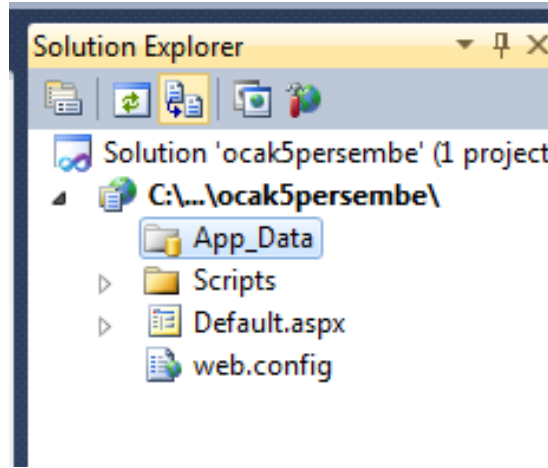 Solution Explorer
Solution 'ocak5persembe' (1 project
C:\...\ocak5persembe\
App_Data
Scripts
Default.aspx
web.config